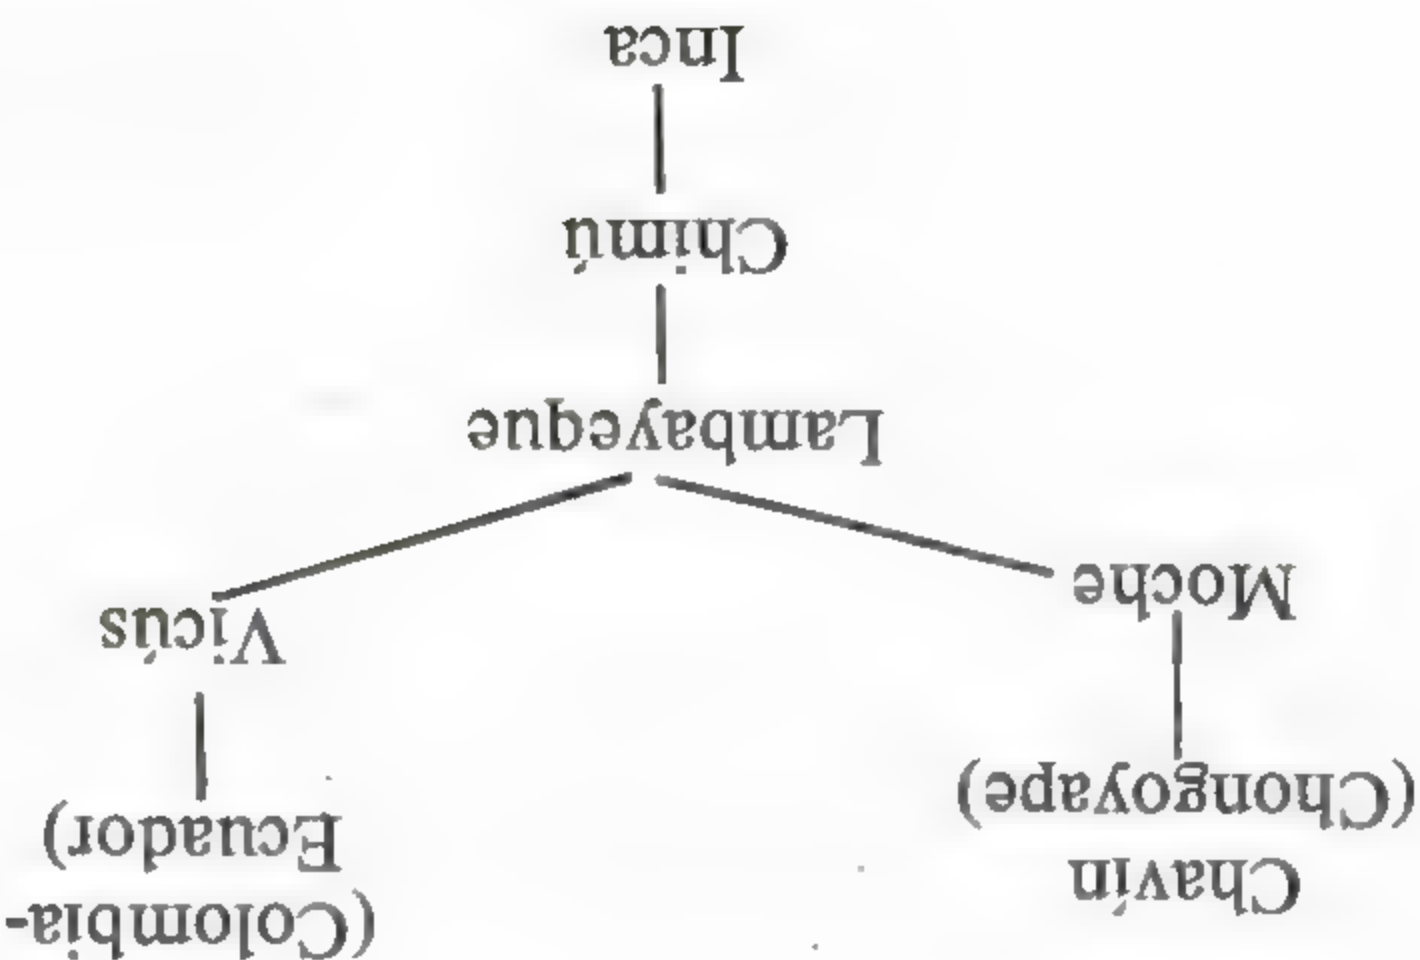 (Colombia-
Chavín
Ecuador)
(Chongoyape)
Vicús
Moche
Lambayeque
Chimú
Inca